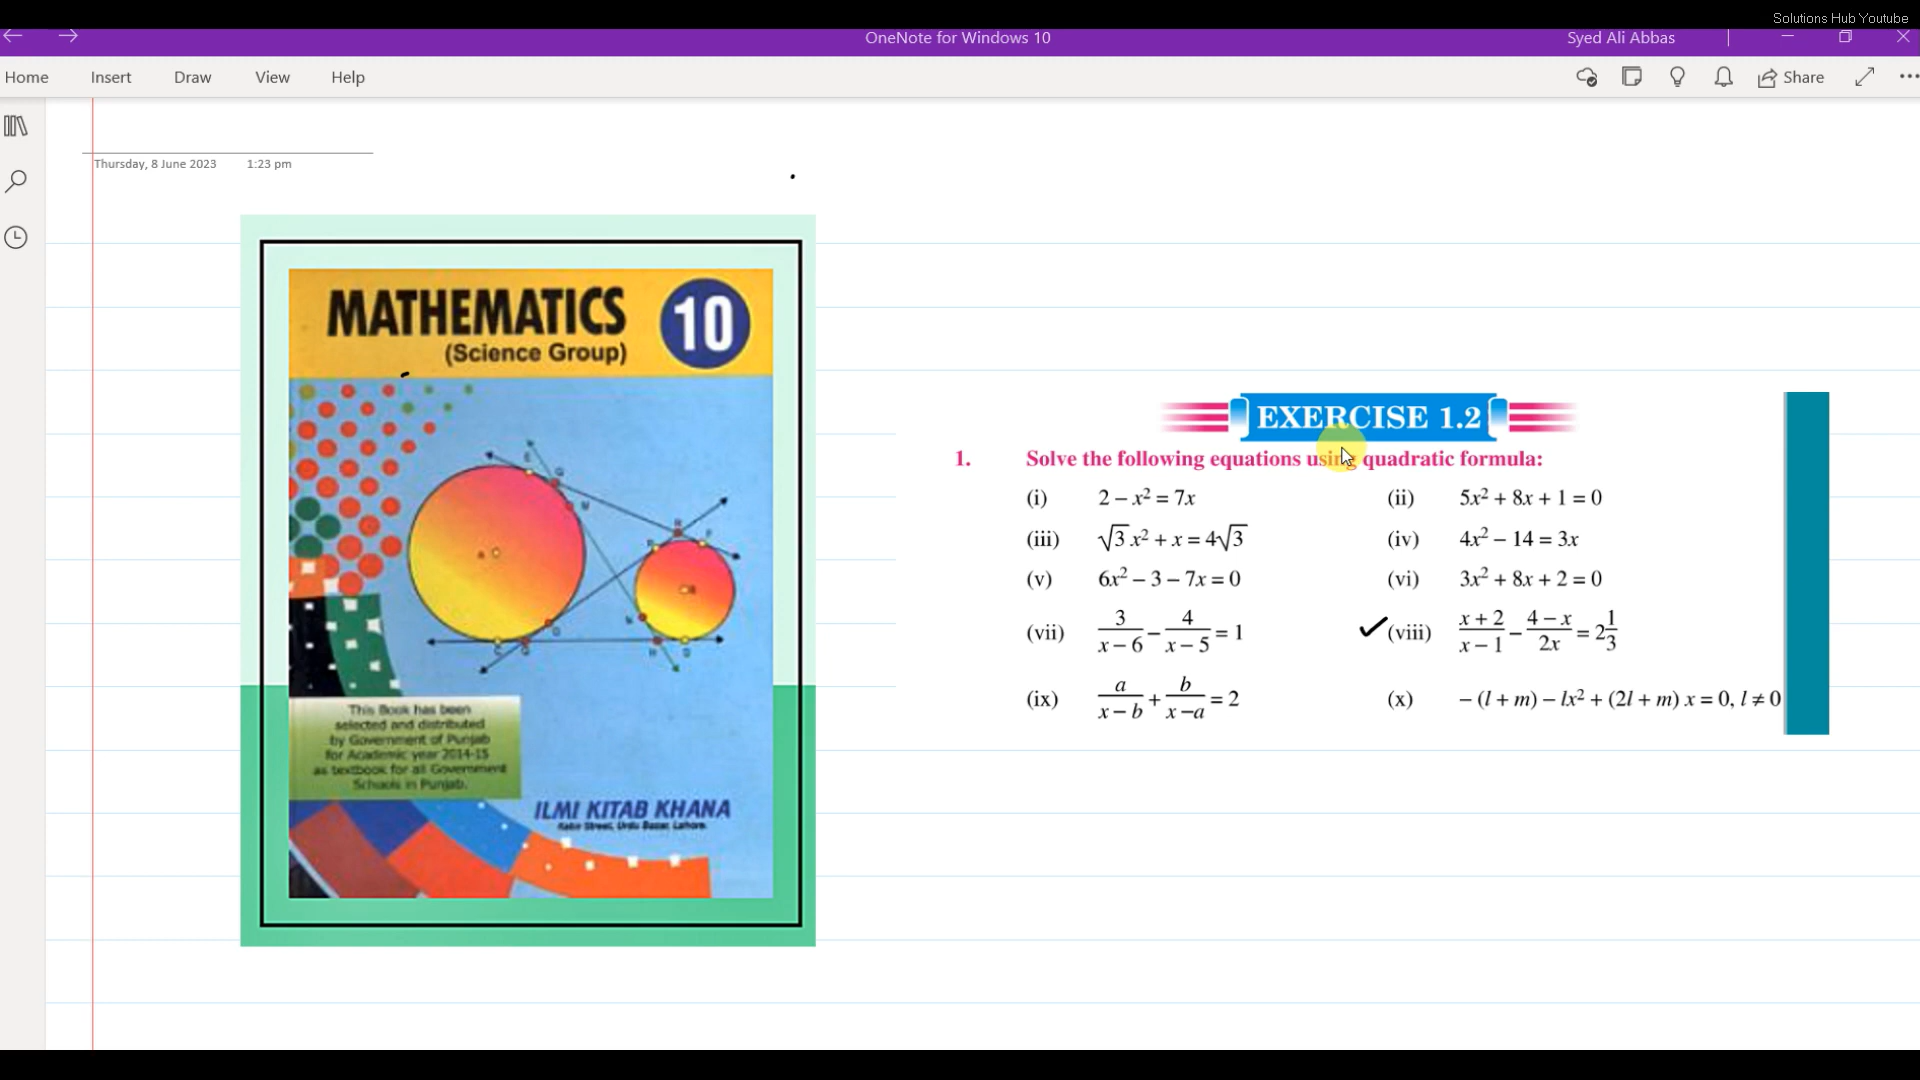 Solutions Hub Youtube
OneNote for Windows 10
Syed Ali Abbas
Home Insert Draw View Help
Share
Thursday, 8 June 2023 1:23 pm
MATHEMATICS 10
(Science Group)
This Book has been
selected and distributed
by Government of Punjab
for Academic year 2014-15
as textbook for all Government
Schools in Punjab.
ILMI KITAB KHANA
Kabir Street, Urdu Bazar, Lahore.
EXERCISE 1.2
1. Solve the following equations using quadratic formula:
(i) 2 – x² = 7x (ii) 5x² + 8x + 1 = 0
(iii) √3 x² + x = 4√3 (iv) 4x² – 14 = 3x
(v) 6x² – 3 – 7x = 0 (vi) 3x² + 8x + 2 = 0
(vii) 3/(x – 6) – 4/(x – 5) = 1 ✓ (viii) (x + 2)/(x – 1) – (4 – x)/2x = 2 1/3
(ix) a/(x – b) + b/(x – a) = 2 (x) – (l + m) – lx² + (2l + m) x = 0, l ≠ 0